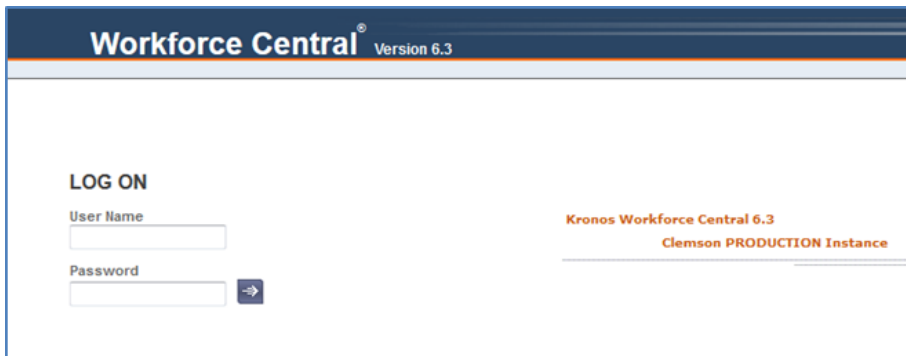 Workforce Central® Version 6.3
LOG ON
User Name
Kronos Workforce Central 6.3
Clemson PRODUCTION Instance
Password